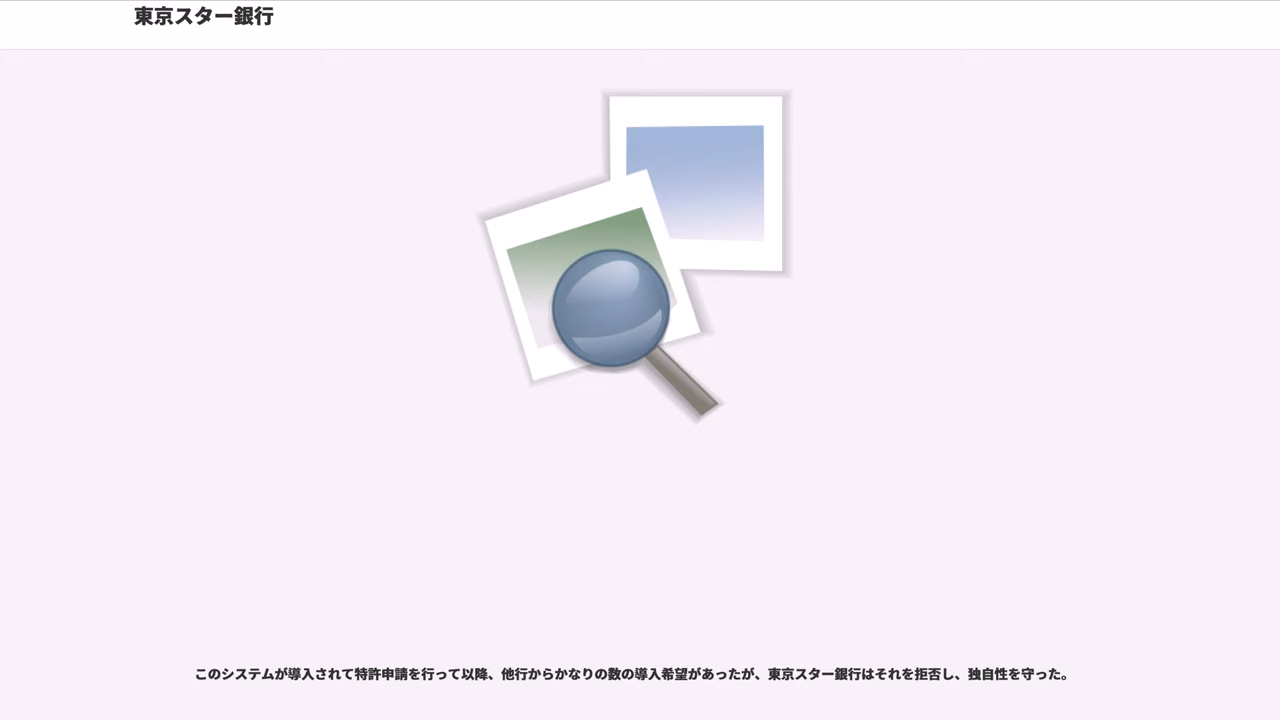 東京スター銀行
このシステムが導入されて特許申請を行って以降、他行からかなりの数の導入希望があったが、東京スター銀行はそれを拒否し、独自性を守った。